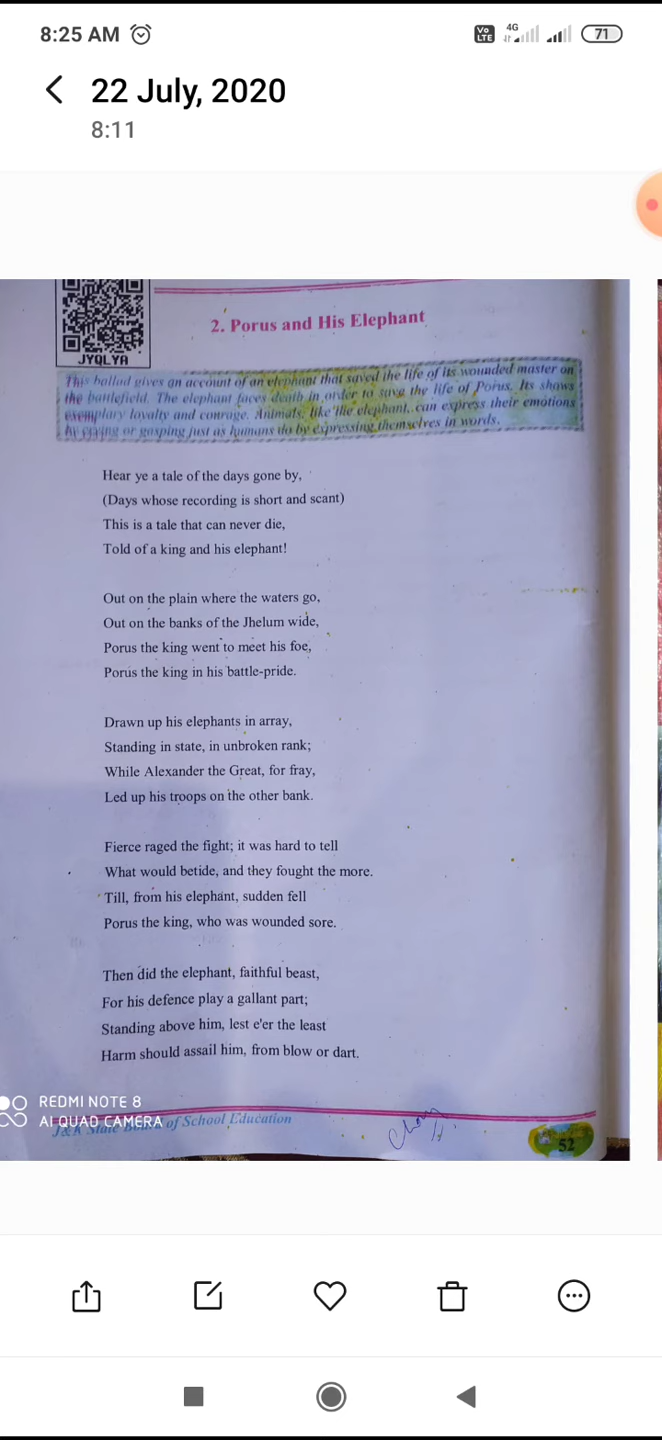 8:25 AM
Vo LTE 4G 71
22 July, 2020
8:11
JYQLYA
2. Porus and His Elephant
This ballad gives an account of an elephant that saved the life of its wounded master on
the battlefield. The elephant faces death in order to save the life of Porus. Its shows
exemplary loyalty and courage. Animals, like the elephant, can express their emotions
by crying or gasping just as humans do by expressing themselves in words.
Hear ye a tale of the days gone by,
(Days whose recording is short and scant)
This is a tale that can never die,
Told of a king and his elephant!
Out on the plain where the waters go,
Out on the banks of the Jhelum wide,
Porus the king went to meet his foe,
Porus the king in his battle-pride.
Drawn up his elephants in array,
Standing in state, in unbroken rank;
While Alexander the Great, for fray,
Led up his troops on the other bank.
Fierce raged the fight; it was hard to tell
What would betide, and they fought the more.
Till, from his elephant, sudden fell
Porus the king, who was wounded sore.
Then did the elephant, faithful beast,
For his defence play a gallant part;
Standing above him, lest e'er the least
Harm should assail him, from blow or dart.
REDMI NOTE 8
AI QUAD CAMERA
J&K State Board of School Education
52